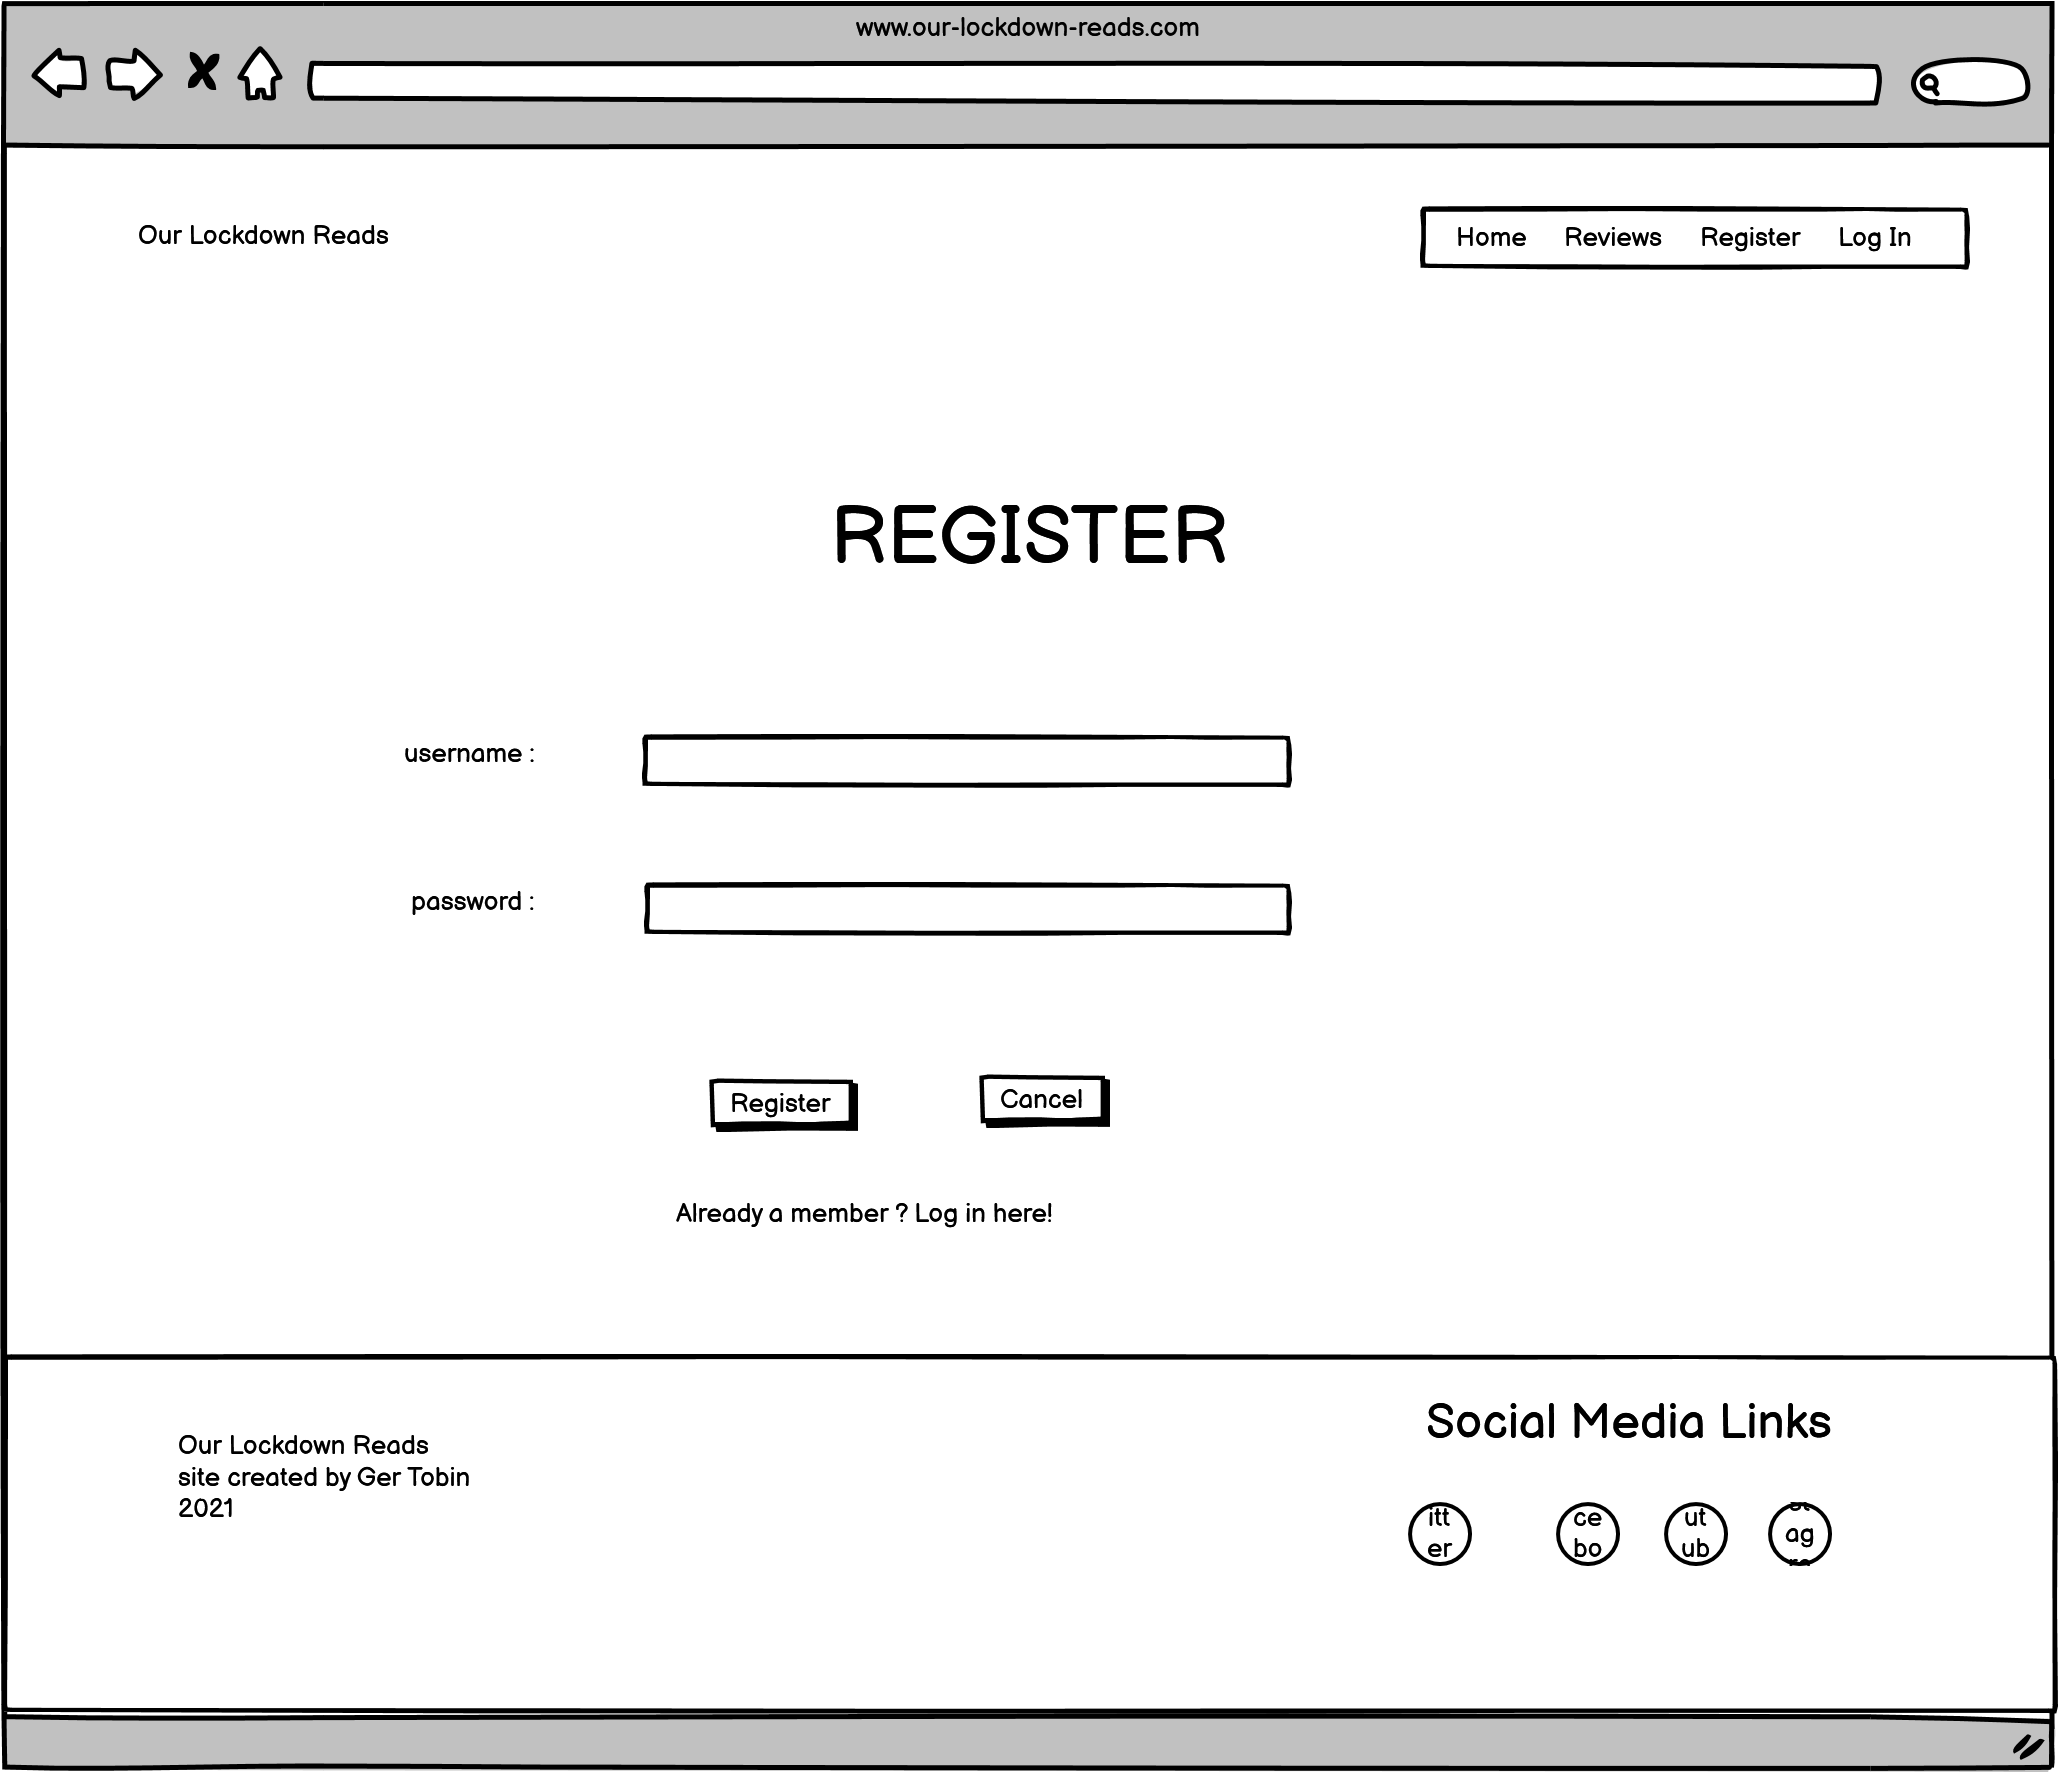 www.our-lockdown-reads.com
Our Lockdown Reads
Home Reviews Register Log In
REGISTER
username :
password :
Register Cancel
Already a member ? Log in here!
Social Media Links
Our Lockdown Reads
site created by Ger Tobin
2021
itt ce ut
er bo ub ag